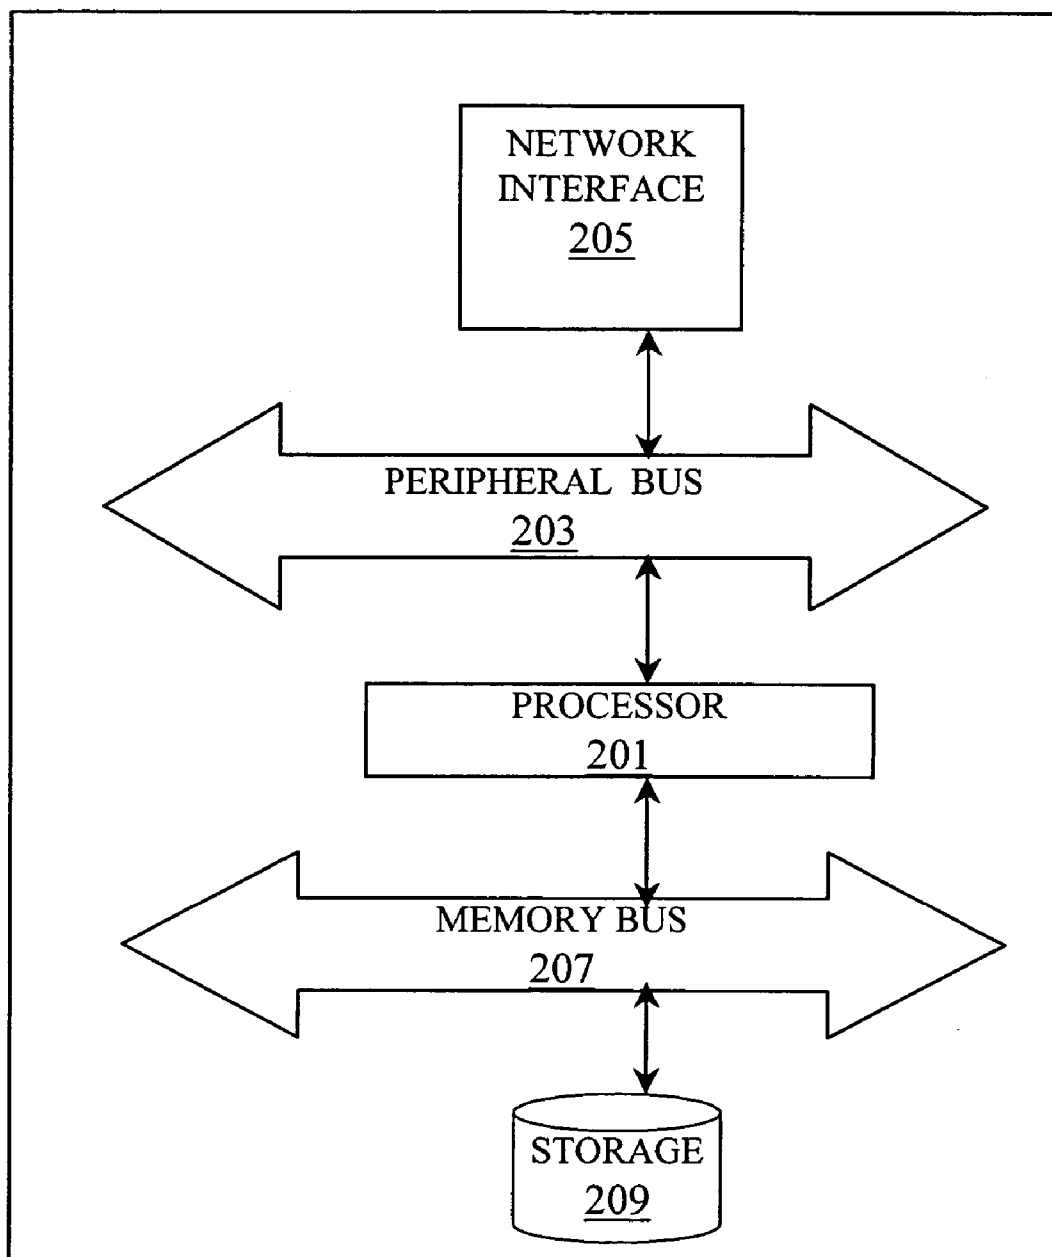 NETWORK
INTERFACE
205
PERIPHERAL BUS
203
PROCESSOR
201
MEMORY BUS
207
STORAGE
209